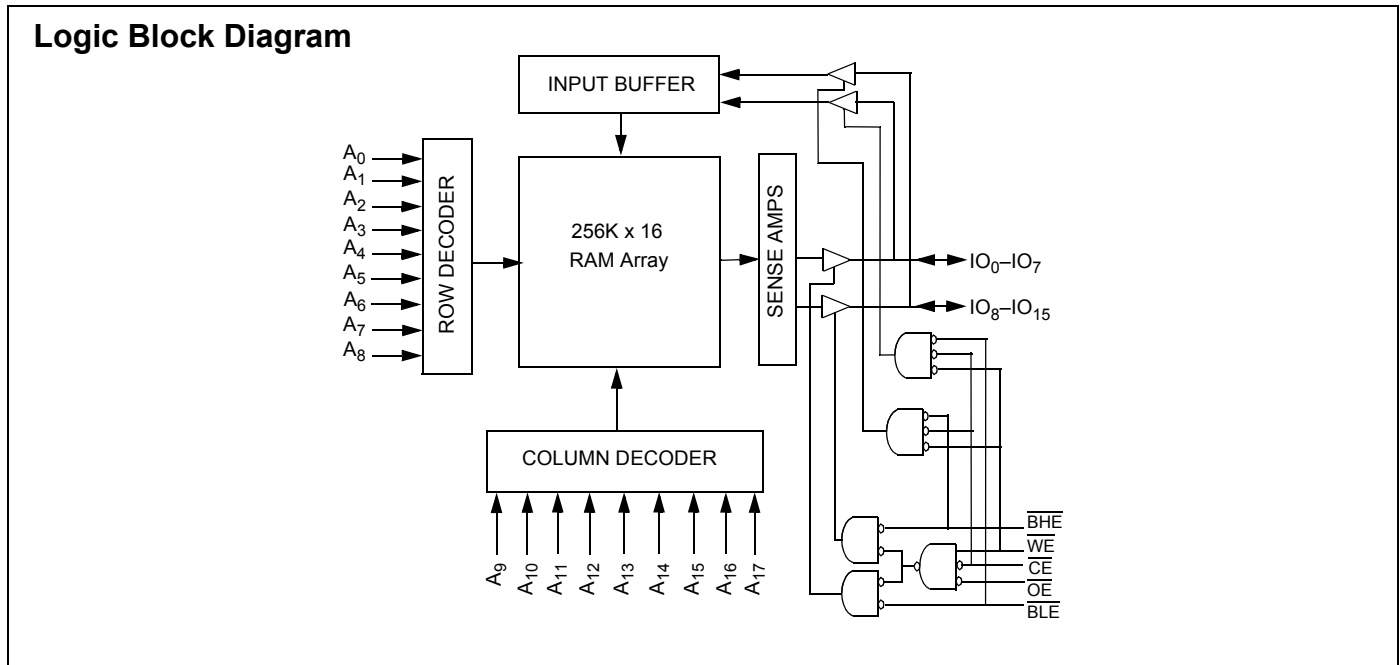 Logic Block Diagram
INPUT BUFFER
A0
A1
A2
A3
A4
A5
A6
A7
A8
ROW DECODER
256K x 16
RAM Array
SENSE AMPS
IO0–IO7
IO8–IO15
COLUMN DECODER
A9
A10
A11
A12
A13
A14
A15
A16
A17
BHE
WE
CE
OE
BLE